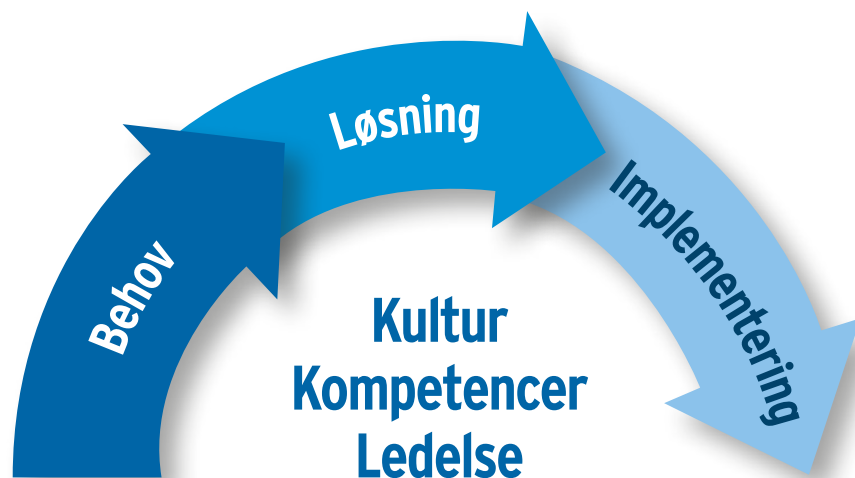 Behov
Løsning
Implementering
Kultur
Kompetencer
Ledelse